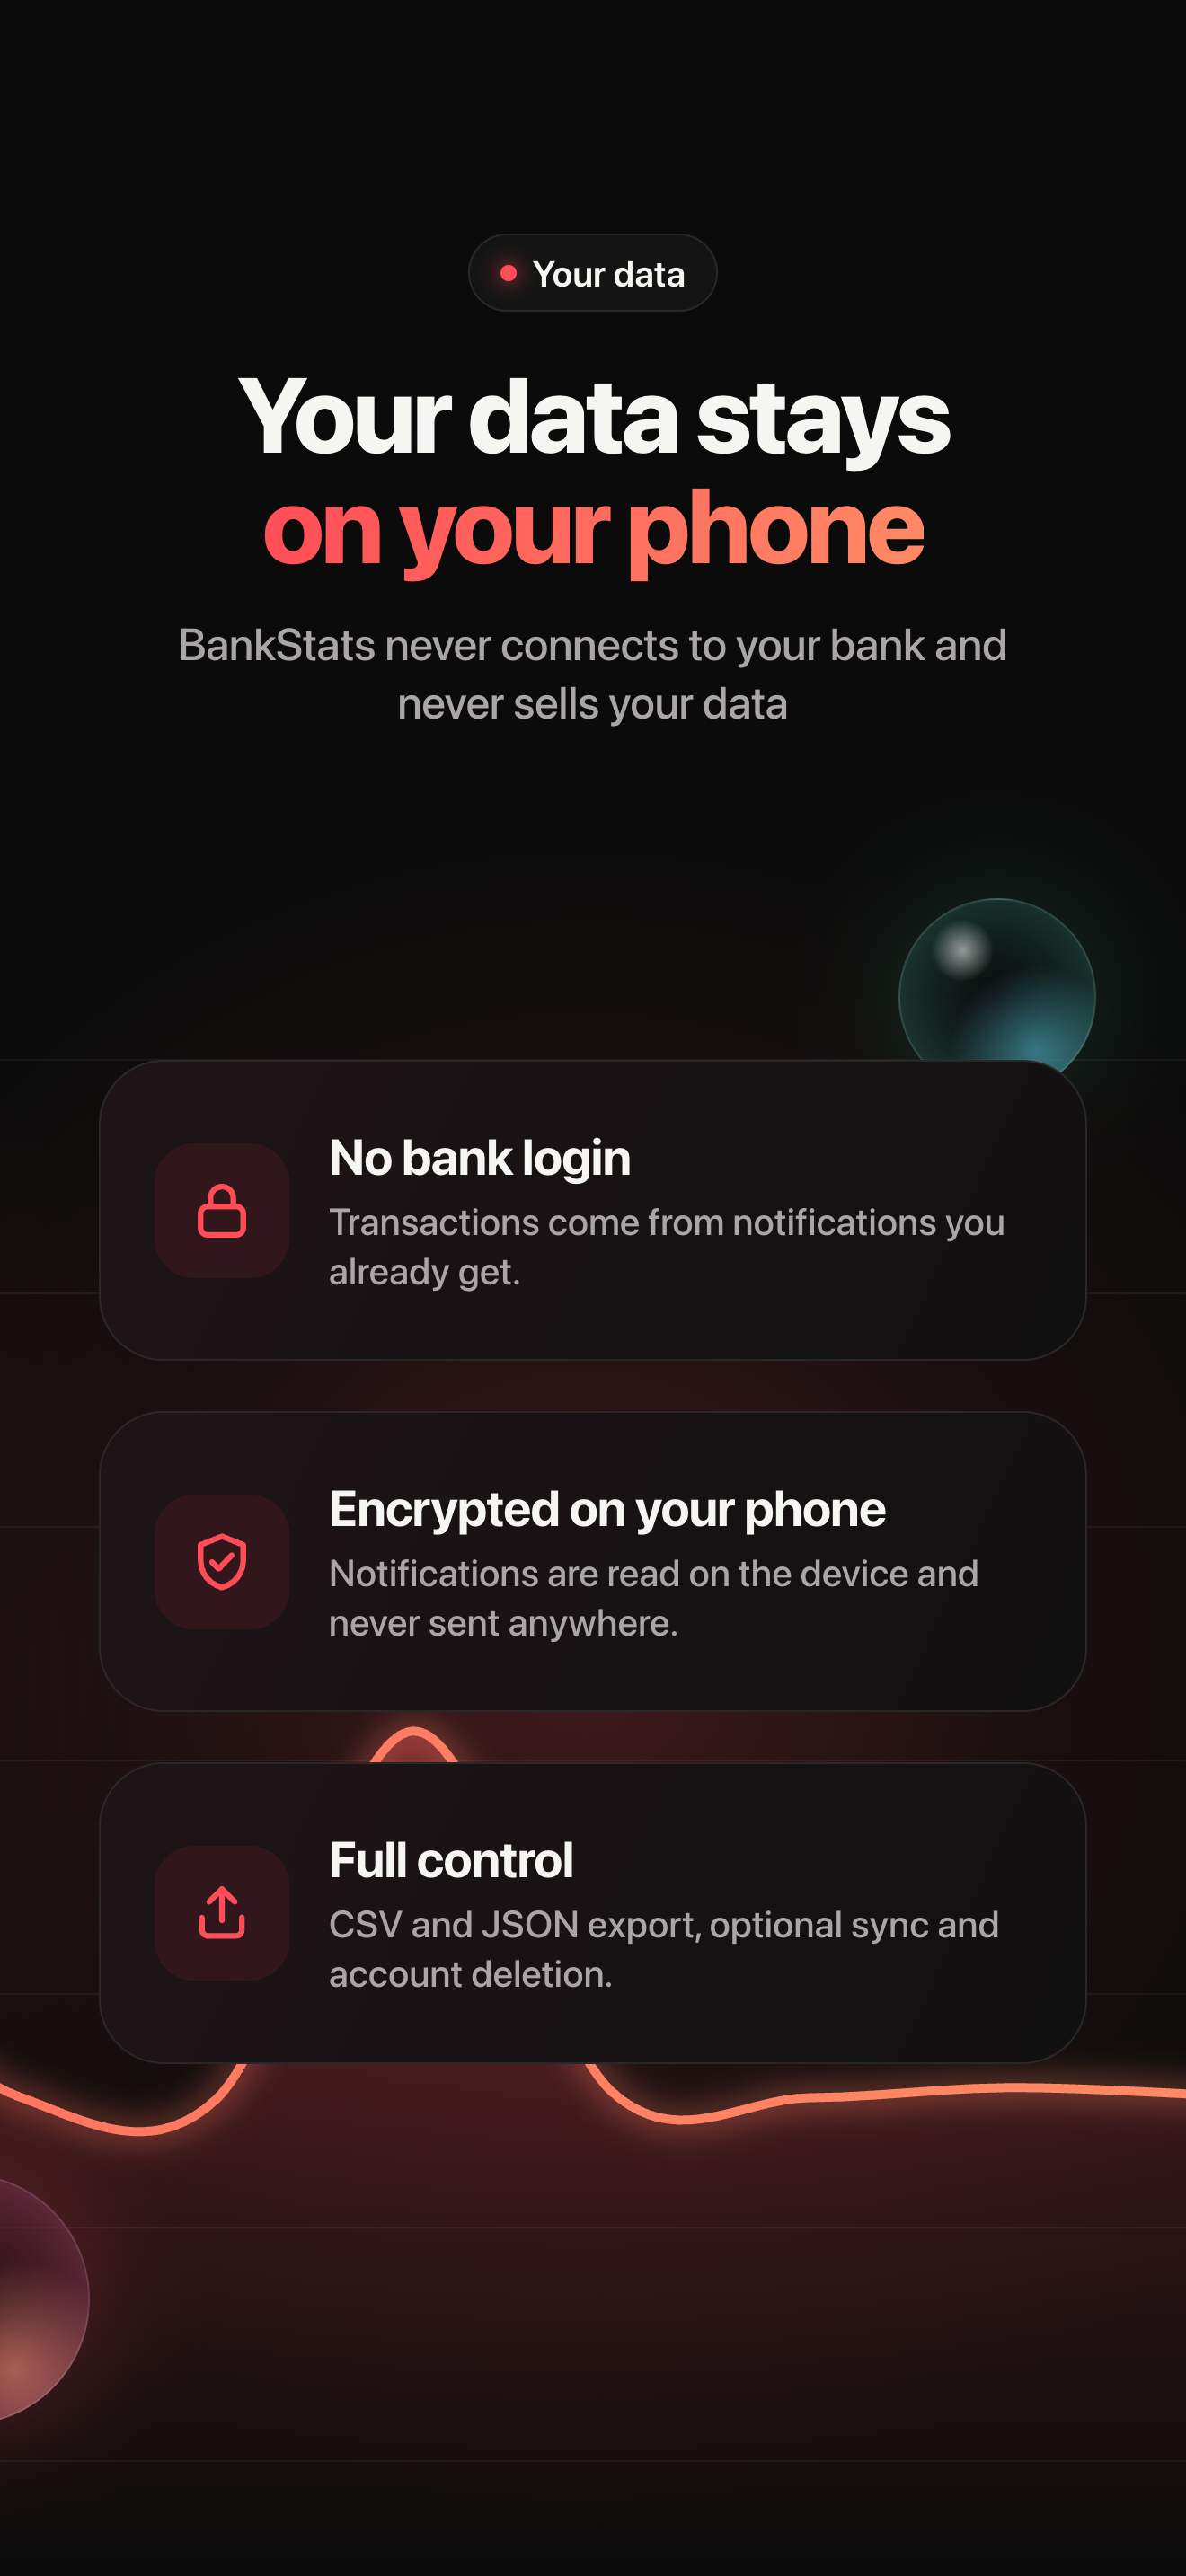 Your data
Your data stays
on your phone
BankStats never connects to your bank and
never sells your data
No bank login
Transactions come from notifications you
already get.
Encrypted on your phone
Notifications are read on the device and
never sent anywhere.
Full control
CSV and JSON export, optional sync and
account deletion.